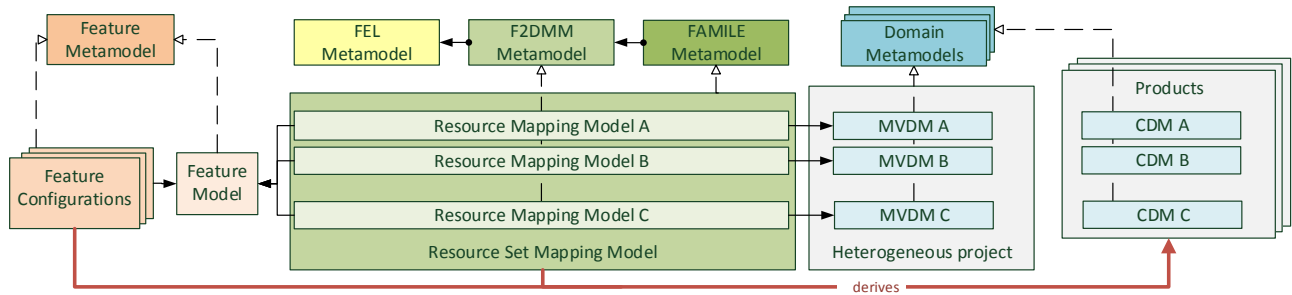 Feature
Metamodel
FEL
Metamodel
F2DMM
Metamodel
FAMILE
Metamodel
Domain
Metamodels
Products
Resource Mapping Model A
MVDM A
CDM A
Resource Mapping Model B
MVDM B
CDM B
Feature
Configurations
Feature
Model
Resource Mapping Model C
MVDM C
CDM C
Resource Set Mapping Model
Heterogeneous project
derives